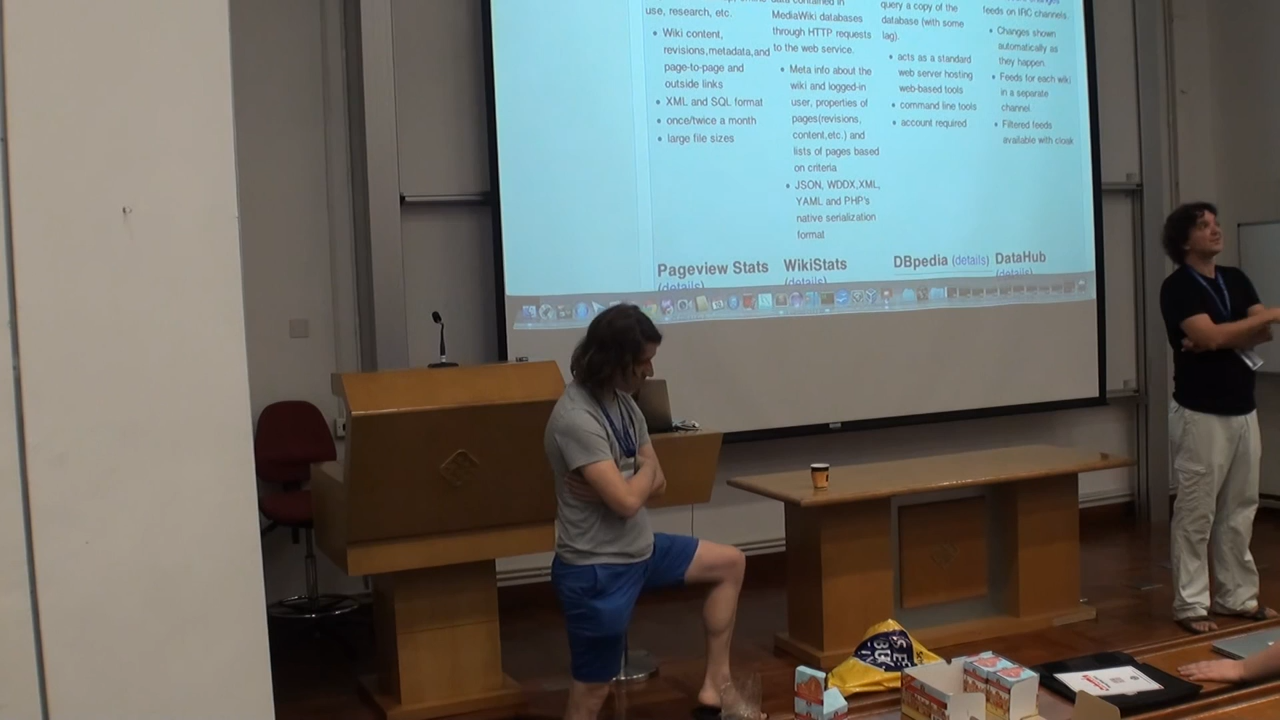 use, research, etc.
• Wiki content,
revisions,metadata,and
page-to-page and
outside links
• XML and SQL format
• once/twice a month
• large file sizes
MediaWiki databases
through HTTP requests
to the web service.
• Meta info about the
wiki and logged-in
user, properties of
pages(revisions,
content,etc.) and
lists of pages based
on criteria
• JSON, WDDX,XML,
YAML and PHP's
native serialization
format
query a copy of the
database (with some
lag).
• acts as a standard
web server hosting
web-based tools
• command line tools
• account required
feeds on IRC channels.
• Changes shown
automatically as
they happen.
• Feeds for each wiki
in a separate
channel.
• Filtered feeds
available with cloak
Pageview Stats
(details)
WikiStats
(details)
DBpedia (details)
DataHub
(details)